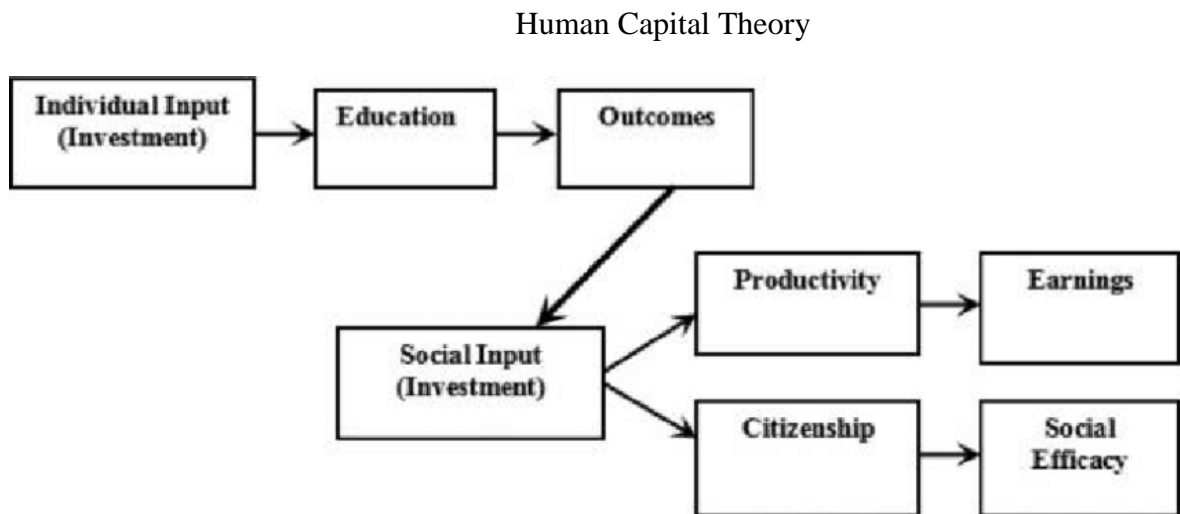 Human Capital Theory
Individual Input
(Investment)
Education
Outcomes
Social Input
(Investment)
Productivity
Earnings
Citizenship
Social
Efficacy